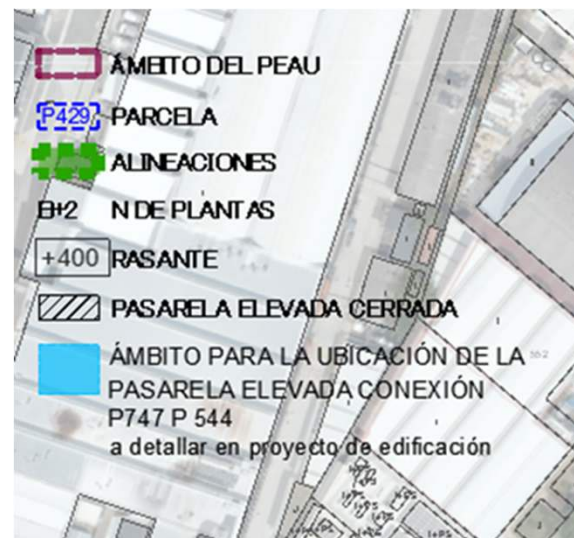 ÁMBITO DEL PEAU
P429 PARCELA
ALINEACIONES
B+2 N DE PLANTAS
+400 RASANTE
PASARELA ELEVADA CERRADA
ÁMBITO PARA LA UBICACIÓN DE LA
PASARELA ELEVADA CONEXIÓN
P747 P 544
a detallar en proyecto de edificación